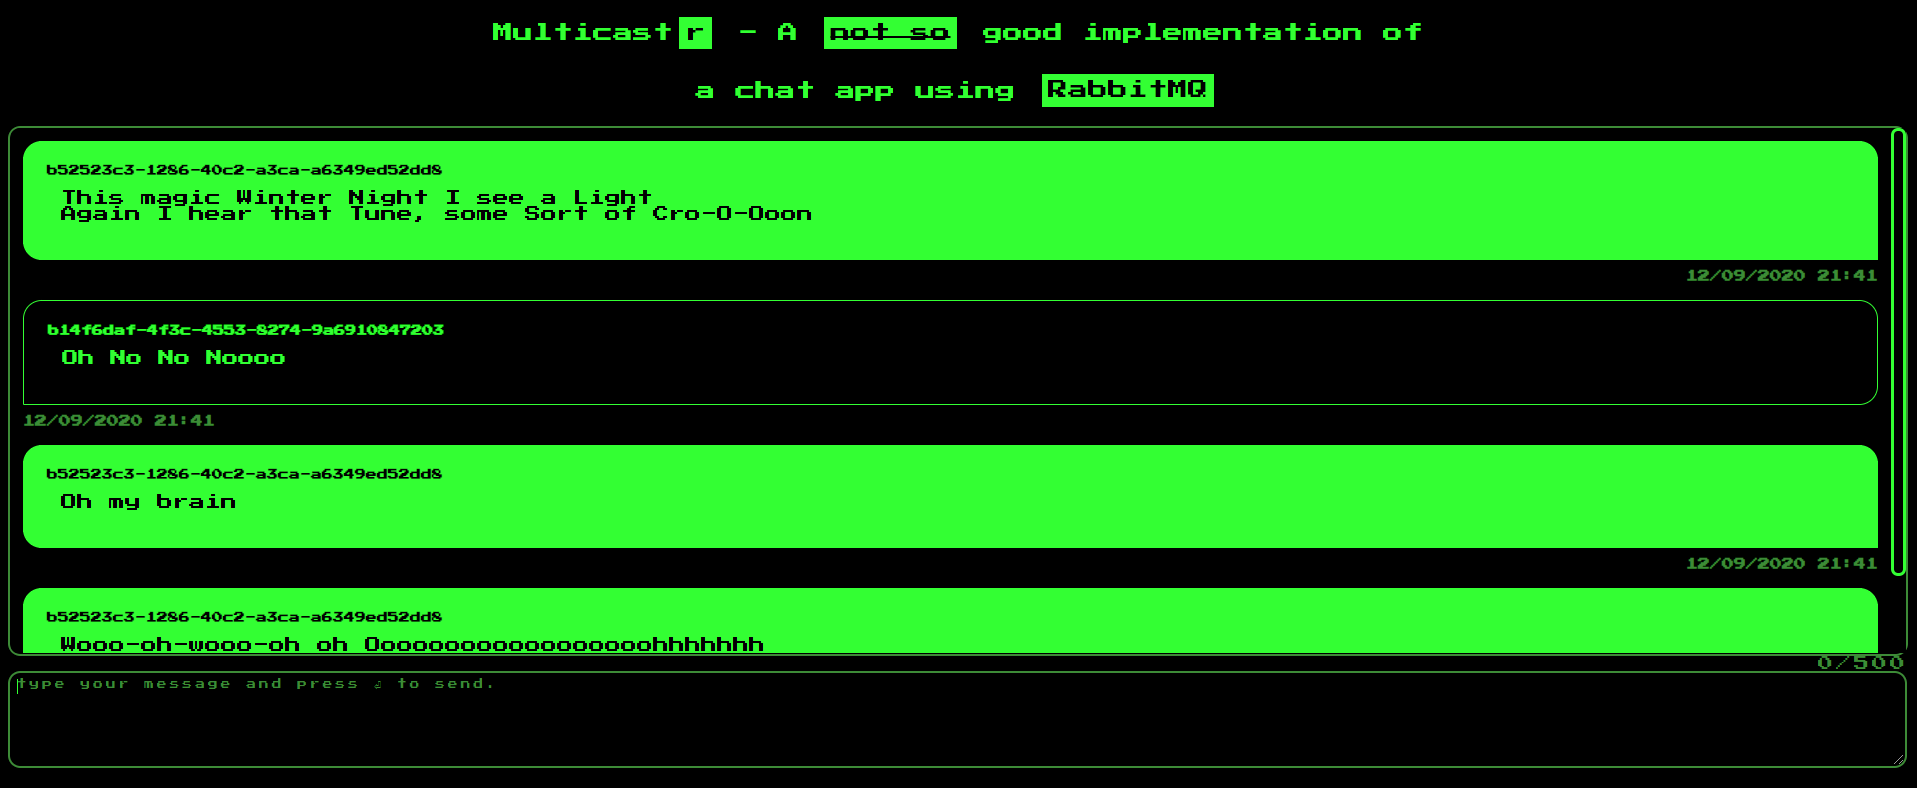 Multicastr - A not so good implementation of
a chat app using RabbitMQ
b52523c3-1286-40c2-a3ca-a6349ed52dd8
This magic Winter Night I see a Light
Again I hear that Tune, some Sort of Cro-O-Ooon
12/09/2020 21:41
b14f6daf-4f3c-4553-8274-9a6910847203
Oh No No Noooo
12/09/2020 21:41
b52523c3-1286-40c2-a3ca-a6349ed52dd8
Oh my brain
12/09/2020 21:41
b52523c3-1286-40c2-a3ca-a6349ed52dd8
Wooo-oh-wooo-oh oh Oooooooooooooooooohhhhhhh
0/500
type your message and press ⏎ to send.